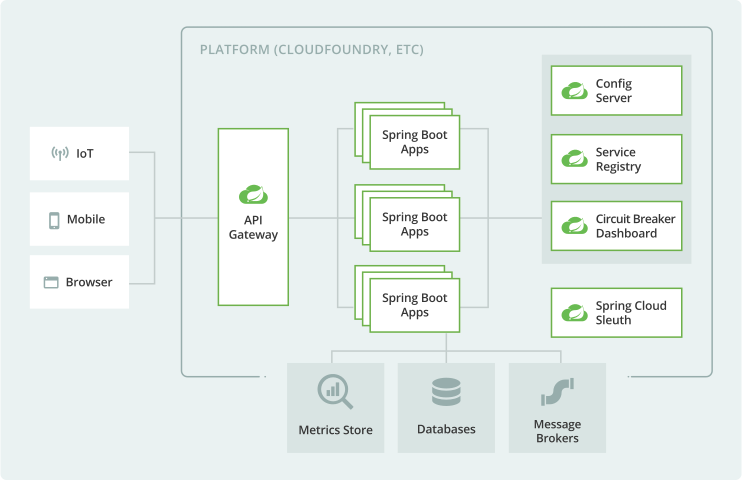 PLATFORM (CLOUDFOUNDRY, ETC)
IoT
Mobile
Browser
API
Gateway
Spring Boot
Apps
Spring Boot
Apps
Spring Boot
Apps
Config
Server
Service
Registry
Circuit Breaker
Dashboard
Spring Cloud
Sleuth
Metrics Store
Databases
Message
Brokers